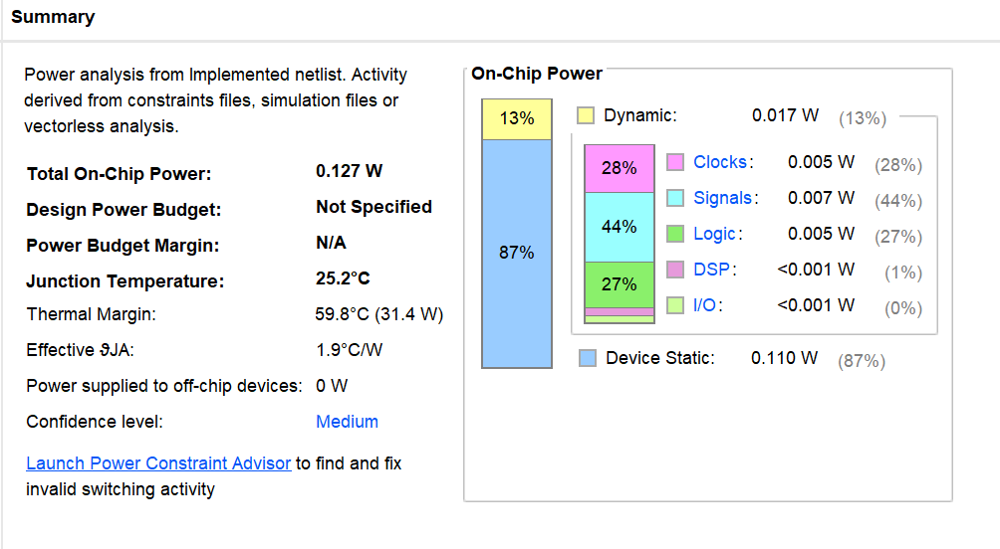 Summary
Power analysis from Implemented netlist. Activity
derived from constraints files, simulation files or
vectorless analysis.
Total On-Chip Power: 0.127 W
Design Power Budget: Not Specified
Power Budget Margin: N/A
Junction Temperature: 25.2°C
Thermal Margin: 59.8°C (31.4 W)
Effective ϑJA: 1.9°C/W
Power supplied to off-chip devices: 0 W
Confidence level: Medium
Launch Power Constraint Advisor to find and fix
invalid switching activity
On-Chip Power
13%
87%
Dynamic: 0.017 W (13%)
28%
44%
27%
Clocks: 0.005 W (28%)
Signals: 0.007 W (44%)
Logic: 0.005 W (27%)
DSP: <0.001 W (1%)
I/O: <0.001 W (0%)
Device Static: 0.110 W (87%)